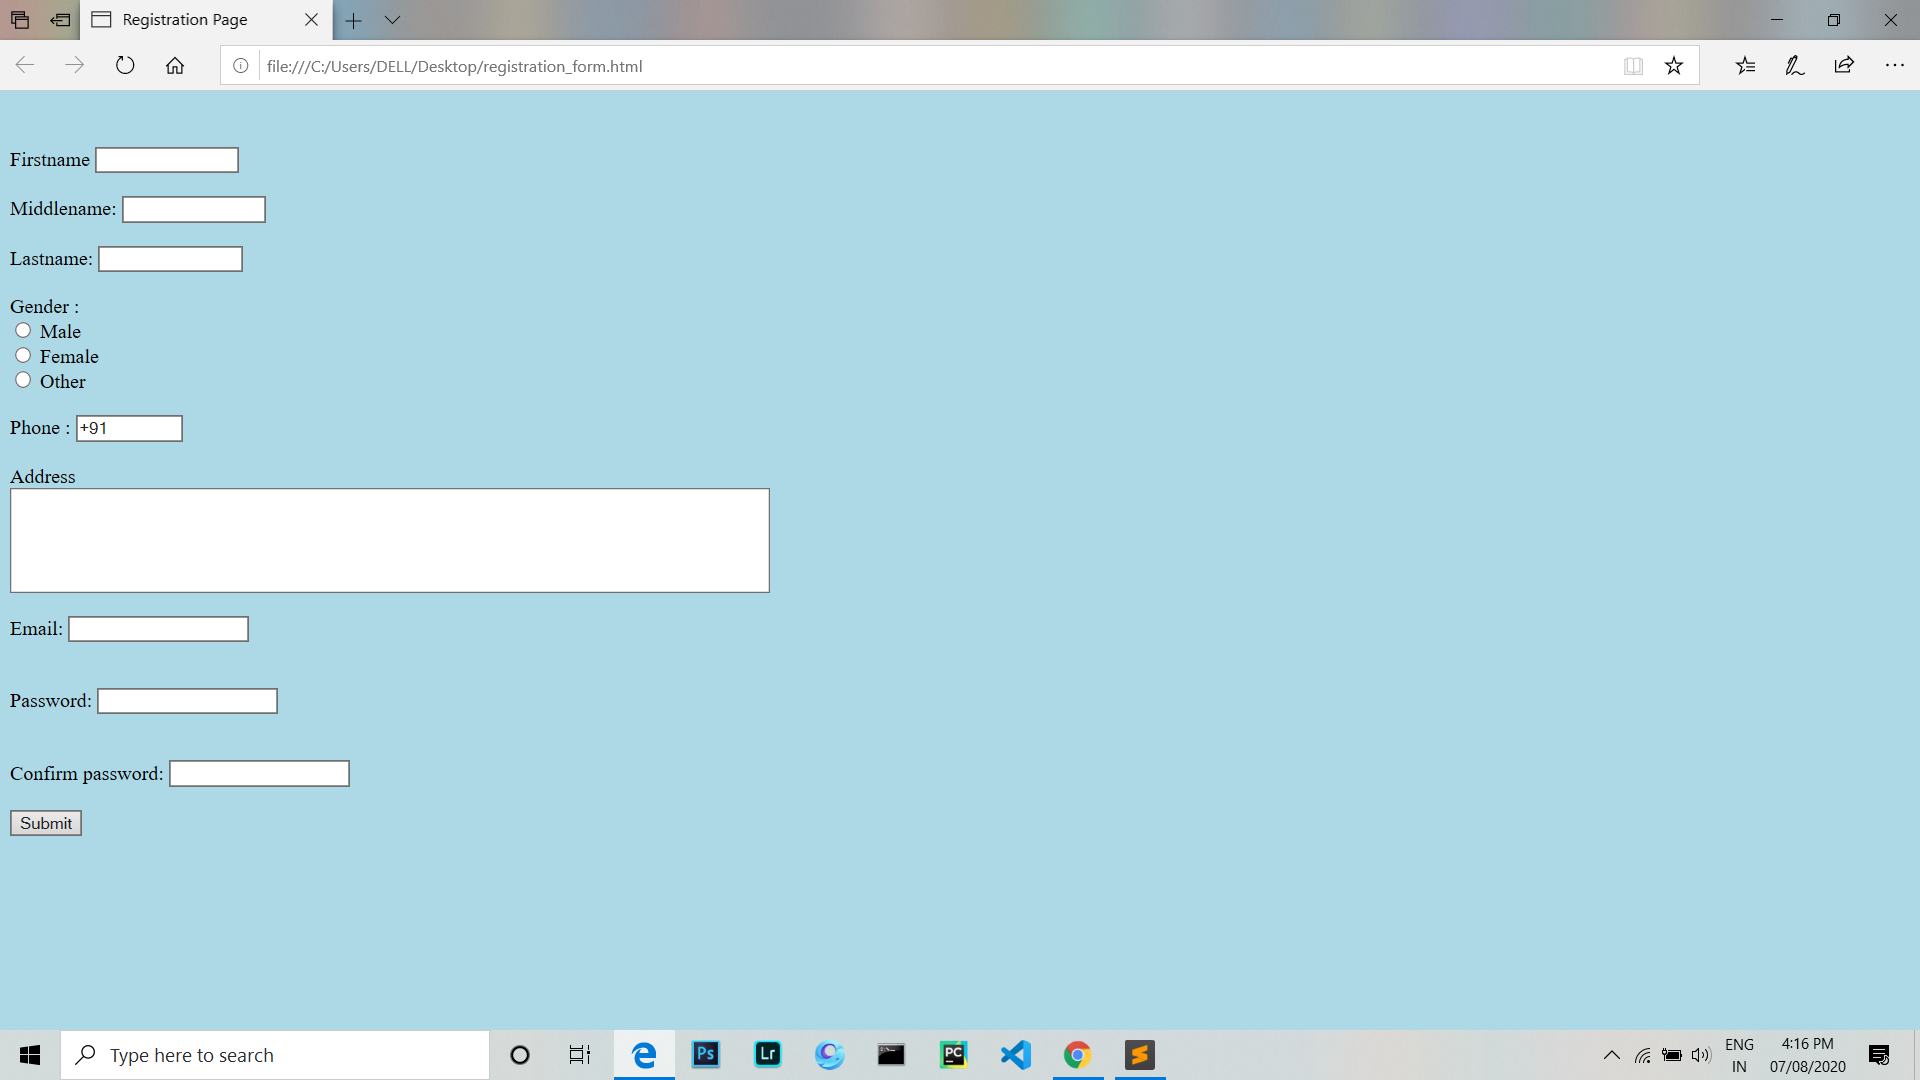 Registration Page
file:///C:/Users/DELL/Desktop/registration_form.html
Firstname
Middlename:
Lastname:
Gender :
Male
Female
Other
Phone : +91
Address
Email:
Password:
Confirm password:
Submit
Type here to search
Ps
Lr
PC
ENG
IN
4:16 PM
07/08/2020